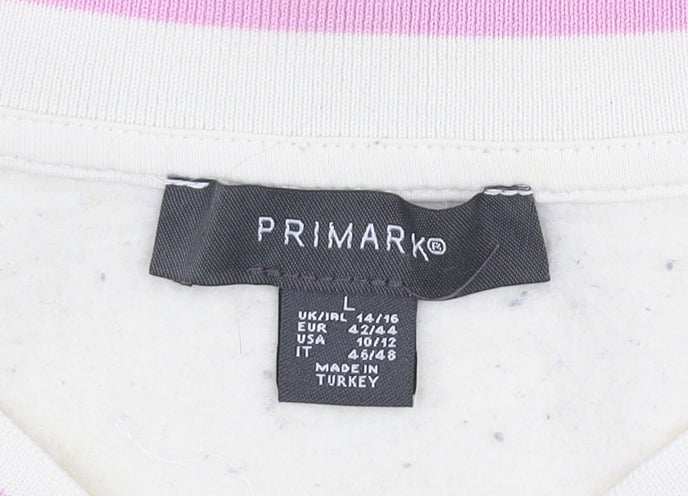 PRIMARK®
L
UK/IRL 14/16
EUR 42/44
USA 10/12
IT 46/48
MADE IN
TURKEY